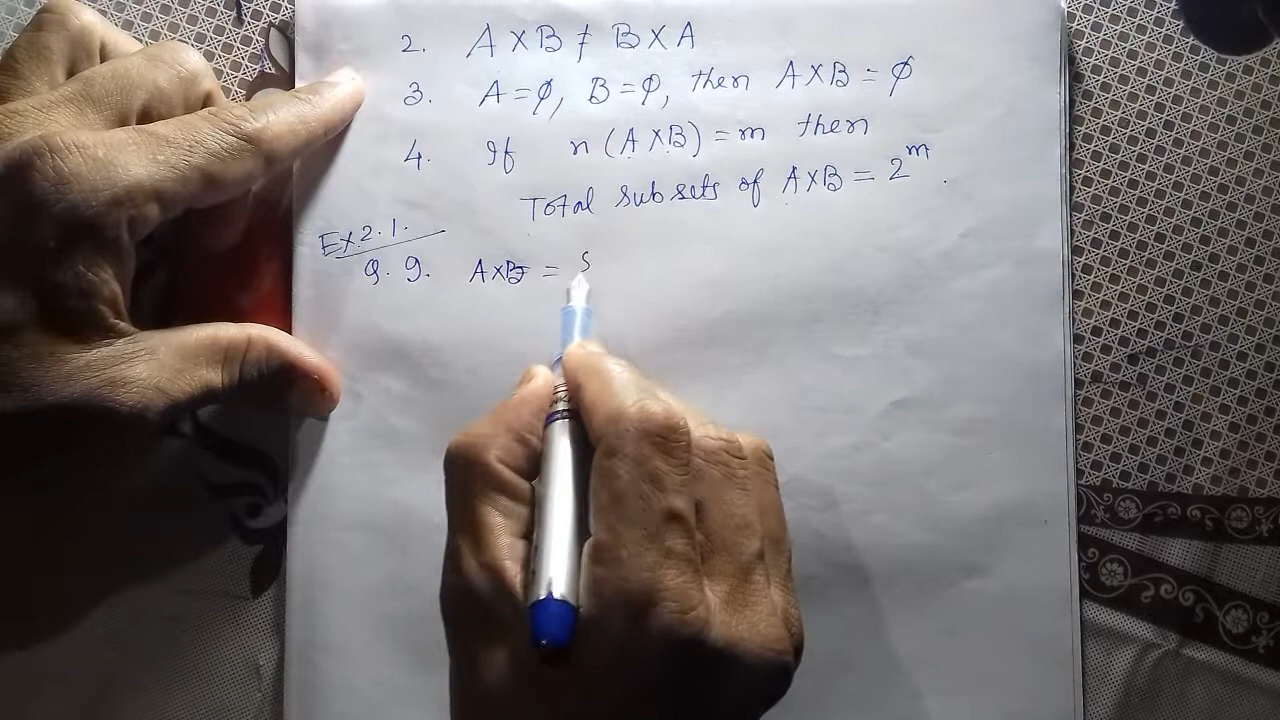 2. A×B ≠ B×A
3. A=φ, B=φ, then A×B=φ
4. If n(A×B)=m then
Total subsets of A×B = 2^m.
Ex.2.1.
Q.9. A×B =